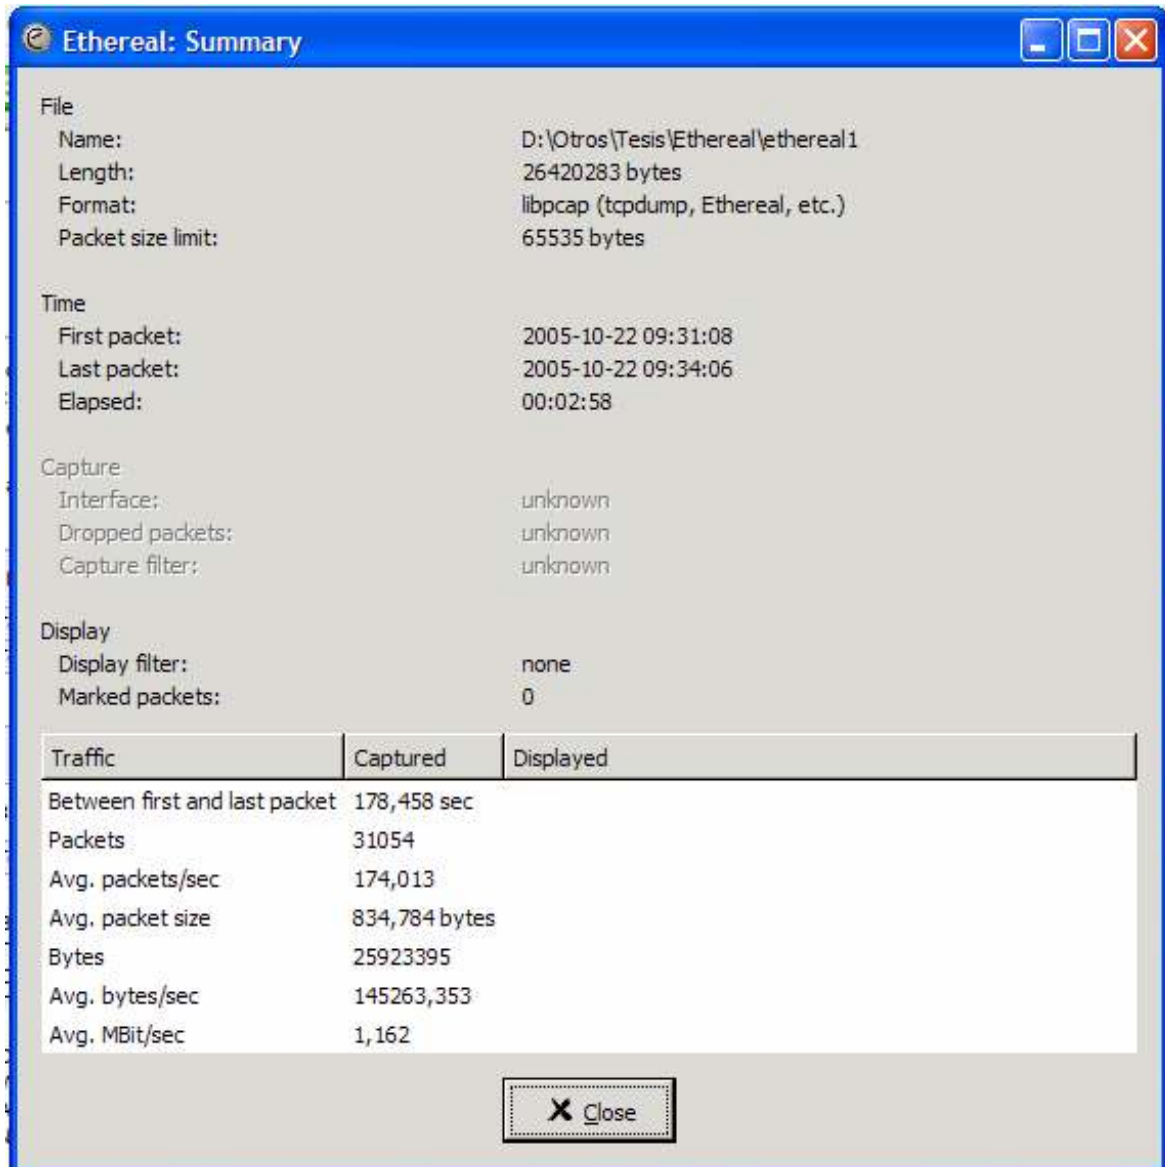 Ethereal: Summary
File
Name: D:\Otros\Tesis\Ethereal\ethereal1
Length: 26420283 bytes
Format: libpcap (tcpdump, Ethereal, etc.)
Packet size limit: 65535 bytes
Time
First packet: 2005-10-22 09:31:08
Last packet: 2005-10-22 09:34:06
Elapsed: 00:02:58
Capture
Interface: unknown
Dropped packets: unknown
Capture filter: unknown
Display
Display filter: none
Marked packets: 0
Traffic Captured Displayed
Between first and last packet 178,458 sec
Packets 31054
Avg. packets/sec 174,013
Avg. packet size 834,784 bytes
Bytes 25923395
Avg. bytes/sec 145263,353
Avg. MBit/sec 1,162
Close